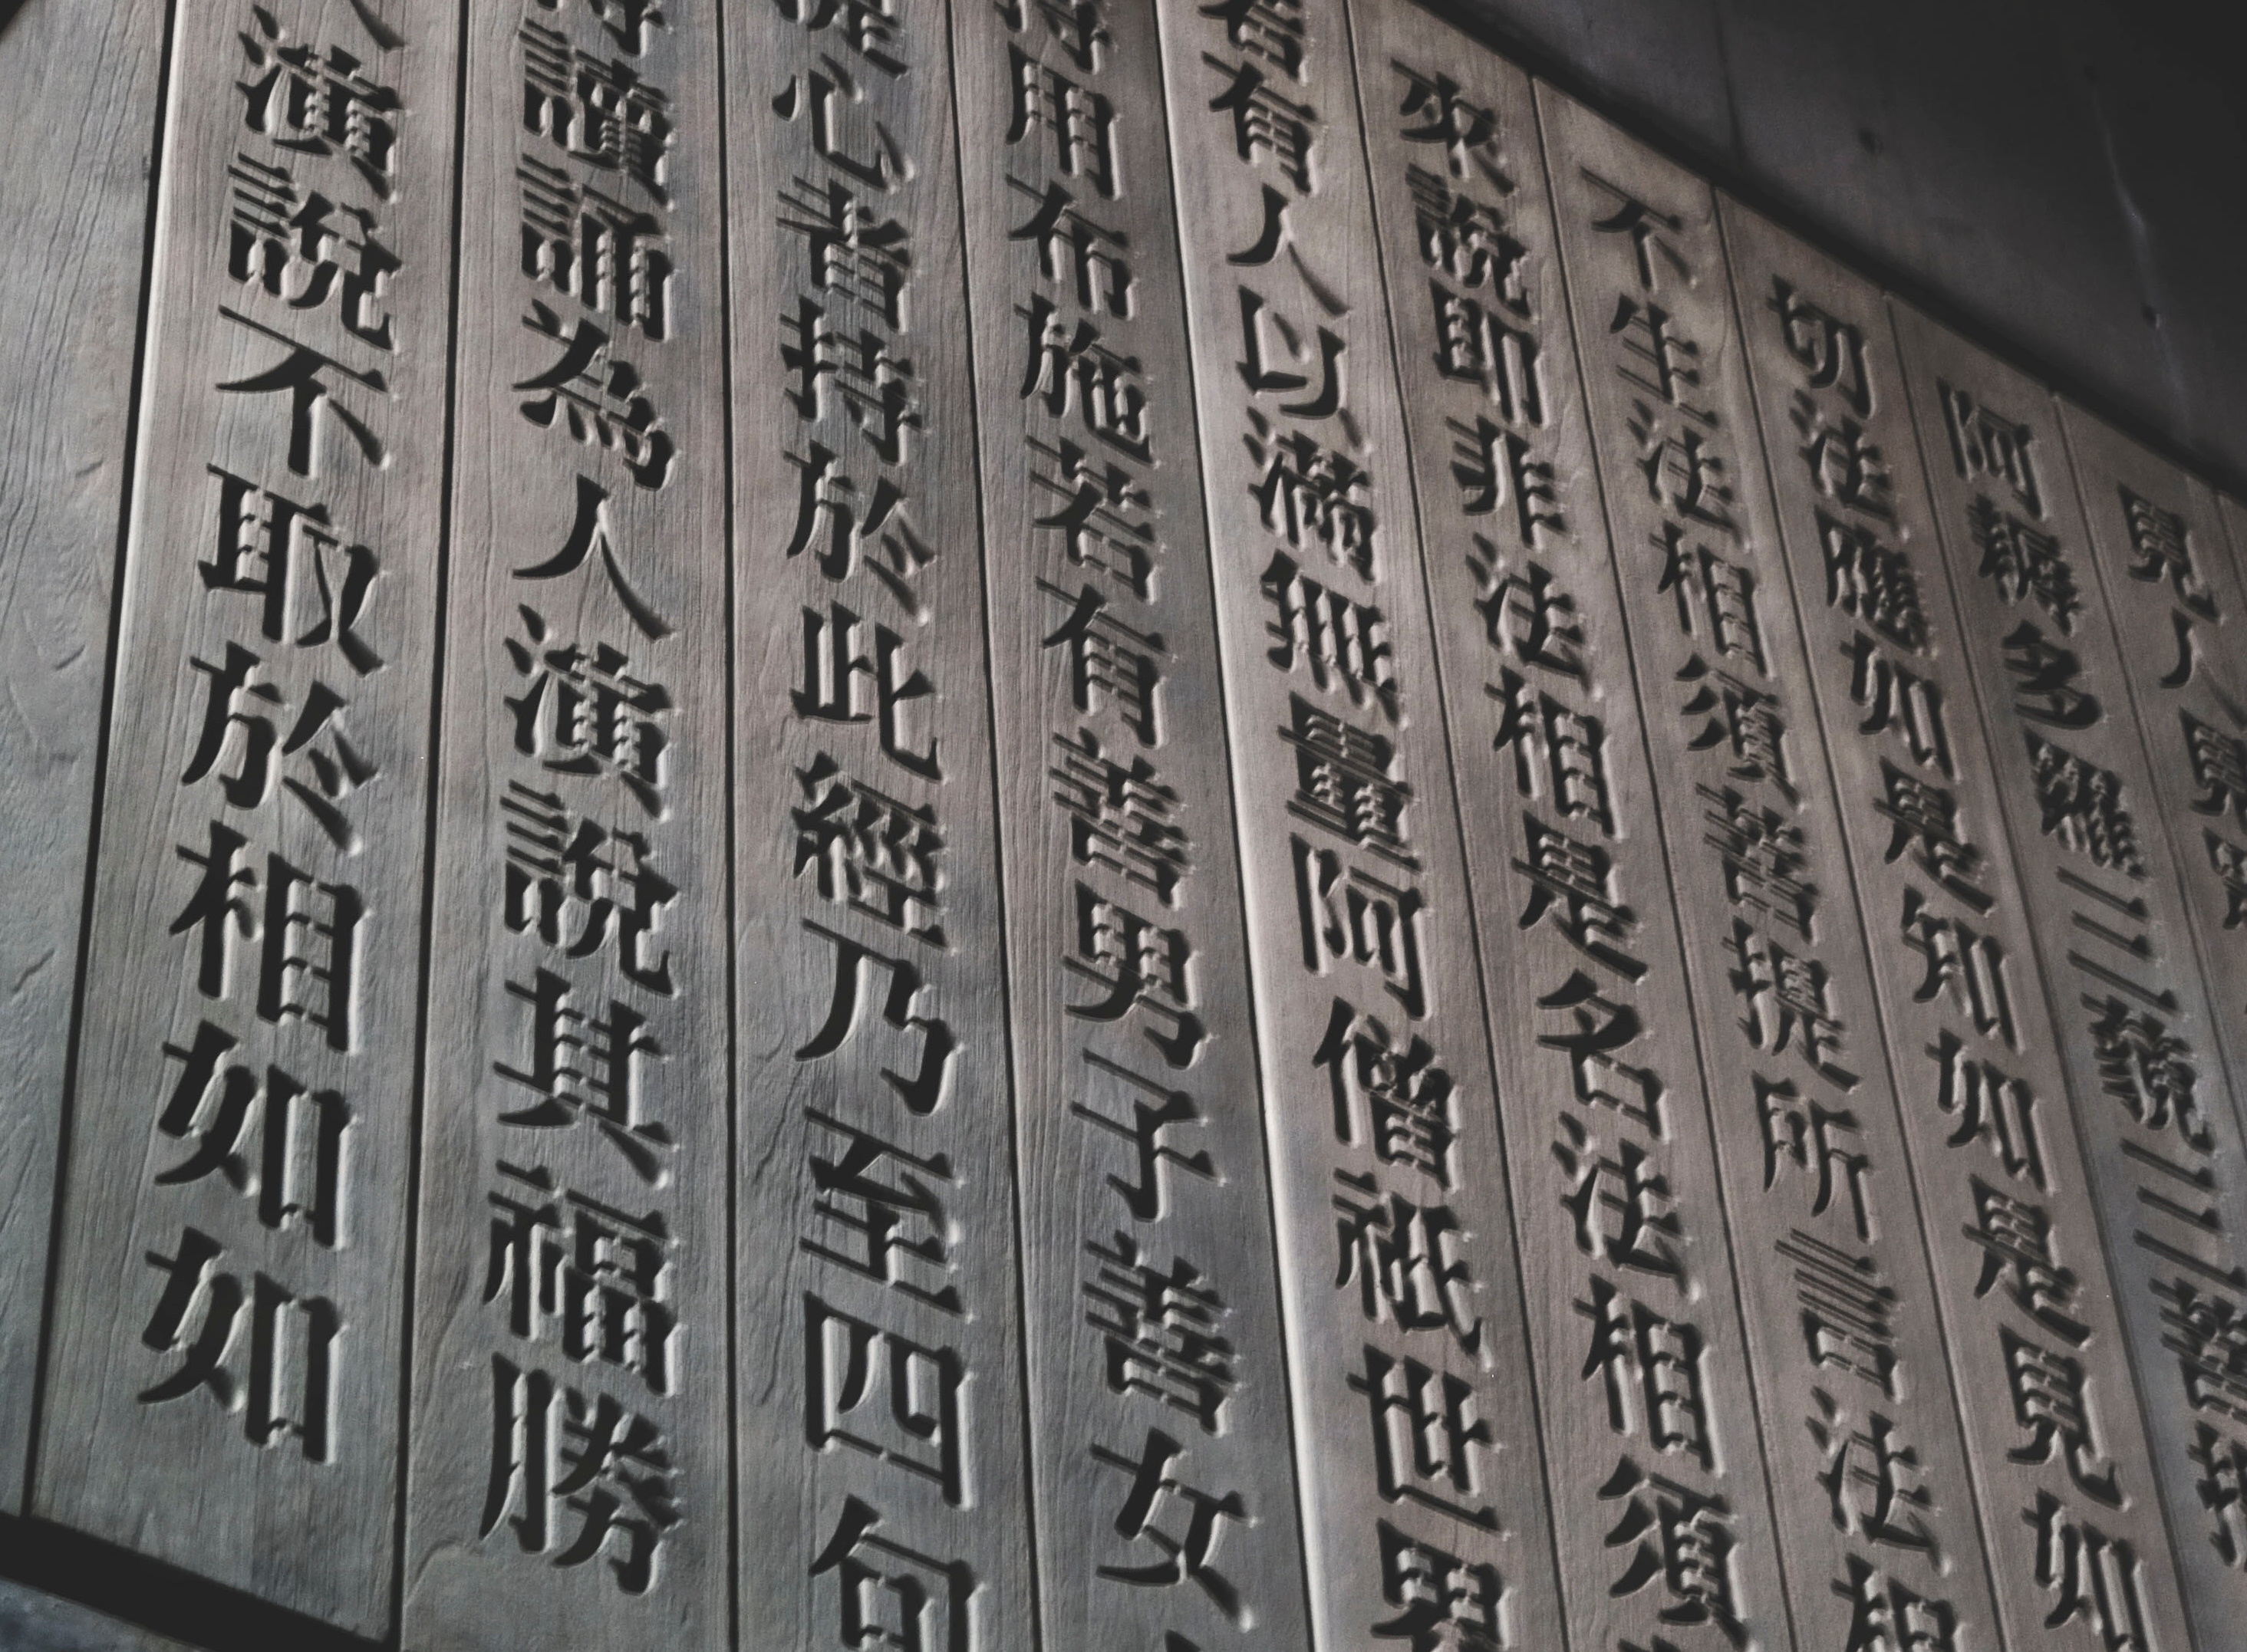 見人見
阿耨多羅三藐三菩提
切法應如是知如是見如
不生法相須菩提所言法相
來說即非法相是名法相須
若有人以滿無量阿僧祇世界
持用布施若有善男子善女
提心者持於此經乃至四句
持讀誦為人演說其福勝
人演說不取於相如如